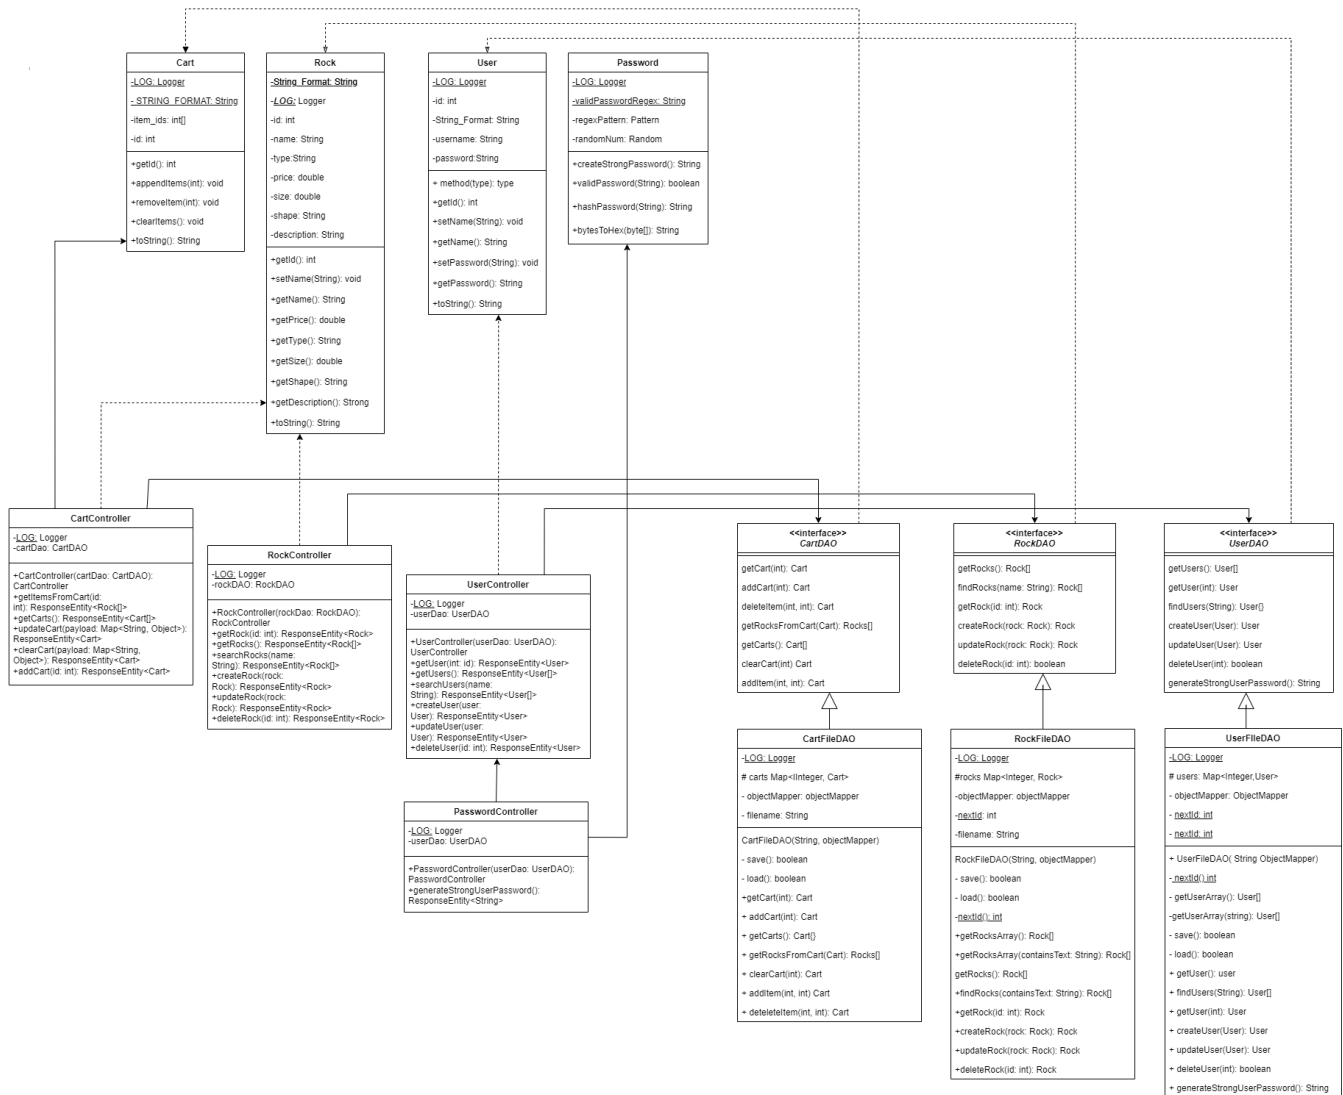 Cart
-LOG: Logger
- STRING_FORMAT: String
-item_ids: int[]
-id: int
+getId(): int
+appendItems(int): void
+removeItem(int): void
+clearItems(): void
+toString(): String
Rock
-String_Format: String
-LOG: Logger
-id: int
-name: String
-type:String
-price: double
-size: double
-shape: String
-description: String
+getId(): int
+setName(String): void
+getName(): String
+getPrice(): double
+getType(): String
+getSize(): double
+getShape(): String
+getDescription(): Strong
+toString(): String
User
-LOG: Logger
-id: int
-String_Format: String
-username: String
-password:String
+ method(type): type
+getId(): int
+setName(String): void
+getName(): String
+setPassword(String): void
+getPassword(): String
+toString(): String
Password
-LOG: Logger
-validPasswordRegex: String
-regexPattern: Pattern
-randomNum: Random
+createStrongPassword(): String
+validPassword(String): boolean
+hashPassword(String): String
+bytesToHex(byte[]): String
CartController
-LOG: Logger
-cartDao: CartDAO
+CartController(cartDao: CartDAO):
CartController
+getItemsFromCart(id:
int): ResponseEntity<Rock[]>
+getCarts(): ResponseEntity<Cart[]>
+updateCart(payload: Map<String, Object>):
ResponseEntity<Cart>
+clearCart(payload: Map<String,
Object>): ResponseEntity<Cart>
+addCart(id: int): ResponseEntity<Cart>
RockController
-LOG: Logger
-rockDAO: RockDAO
+RockController(rockDao: RockDAO):
RockController
+getRock(id: int): ResponseEntity<Rock>
+getRocks(): ResponseEntity<Rock[]>
+searchRocks(name:
String): ResponseEntity<Rock[]>
+createRock(rock:
Rock): ResponseEntity<Rock>
+updateRock(rock:
Rock): ResponseEntity<Rock>
+deleteRock(id: int): ResponseEntity<Rock>
UserController
-LOG: Logger
-userDao: UserDAO
+UserController(userDao: UserDAO):
UserController
+getUser(int: id): ResponseEntity<User>
+getUsers(): ResponseEntity<User[]>
+searchUsers(name:
String): ResponseEntity<User[]>
+createUser(user:
User): ResponseEntity<User>
+updateUser(user:
User): ResponseEntity<User>
+deleteUser(id: int): ResponseEntity<User>
PasswordController
-LOG: Logger
-userDao: UserDAO
+PasswordController(userDao: UserDAO):
PasswordController
+generateStrongUserPassword():
ResponseEntity<String>
<<interface>>
CartDAO
getCart(int): Cart
addCart(int): Cart
deleteItem(int, int): Cart
getRocksFromCart(Cart): Rocks[]
getCarts(): Cart[]
clearCart(int) Cart
addItem(int, int): Cart
<<interface>>
RockDAO
getRocks(): Rock[]
findRocks(name: String): Rock[]
getRock(id: int): Rock
createRock(rock: Rock): Rock
updateRock(rock: Rock): Rock
deleteRock(id: int): boolean
<<interface>>
UserDAO
getUsers(): User[]
getUser(int): User
findUsers(String): User{}
createUser(User): User
updateUser(User): User
deleteUser(int): boolean
generateStrongUserPassword(): String
CartFileDAO
-LOG: Logger
# carts Map<IInteger, Cart>
- objectMapper: objectMapper
- filename: String
CartFileDAO(String, objectMapper)
- save(): boolean
- load(): boolean
+getCart(int): Cart
+ addCart(int): Cart
+ getCarts(): Cart{}
+ getRocksFromCart(Cart): Rocks[]
+ clearCart(int): Cart
+ addItem(int, int) Cart
+ deteleteItem(int, int): Cart
RockFileDAO
-LOG: Logger
#rocks Map<Integer, Rock>
-objectMapper: objectMapper
-nextId: int
-filename: String
RockFileDAO(String, objectMapper)
- save(): boolean
- load(): boolean
-nextId(): int
+getRocksArray(): Rock[]
+getRocksArray(containsText: String): Rock[]
getRocks(): Rock[]
+findRocks(containsText: String): Rock[]
+getRock(id: int): Rock
+createRock(rock: Rock): Rock
+updateRock(rock: Rock): Rock
+deleteRock(id: int): Rock
UserFIleDAO
-LOG: Logger
# users: Map<Integer,User>
- objectMapper: ObjectMapper
- nextId: int
- nextId: int
+ UserFileDAO( String ObjectMapper)
- nextId() int
- getUserArray(): User[]
-getUserArray(string): User[]
- save(): boolean
- load(): boolean
+ getUser(): user
+ findUsers(String): User[]
+ getUser(int): User
+ createUser(User): User
+ updateUser(User): User
+ deleteUser(int): boolean
+ generateStrongUserPassword(): String